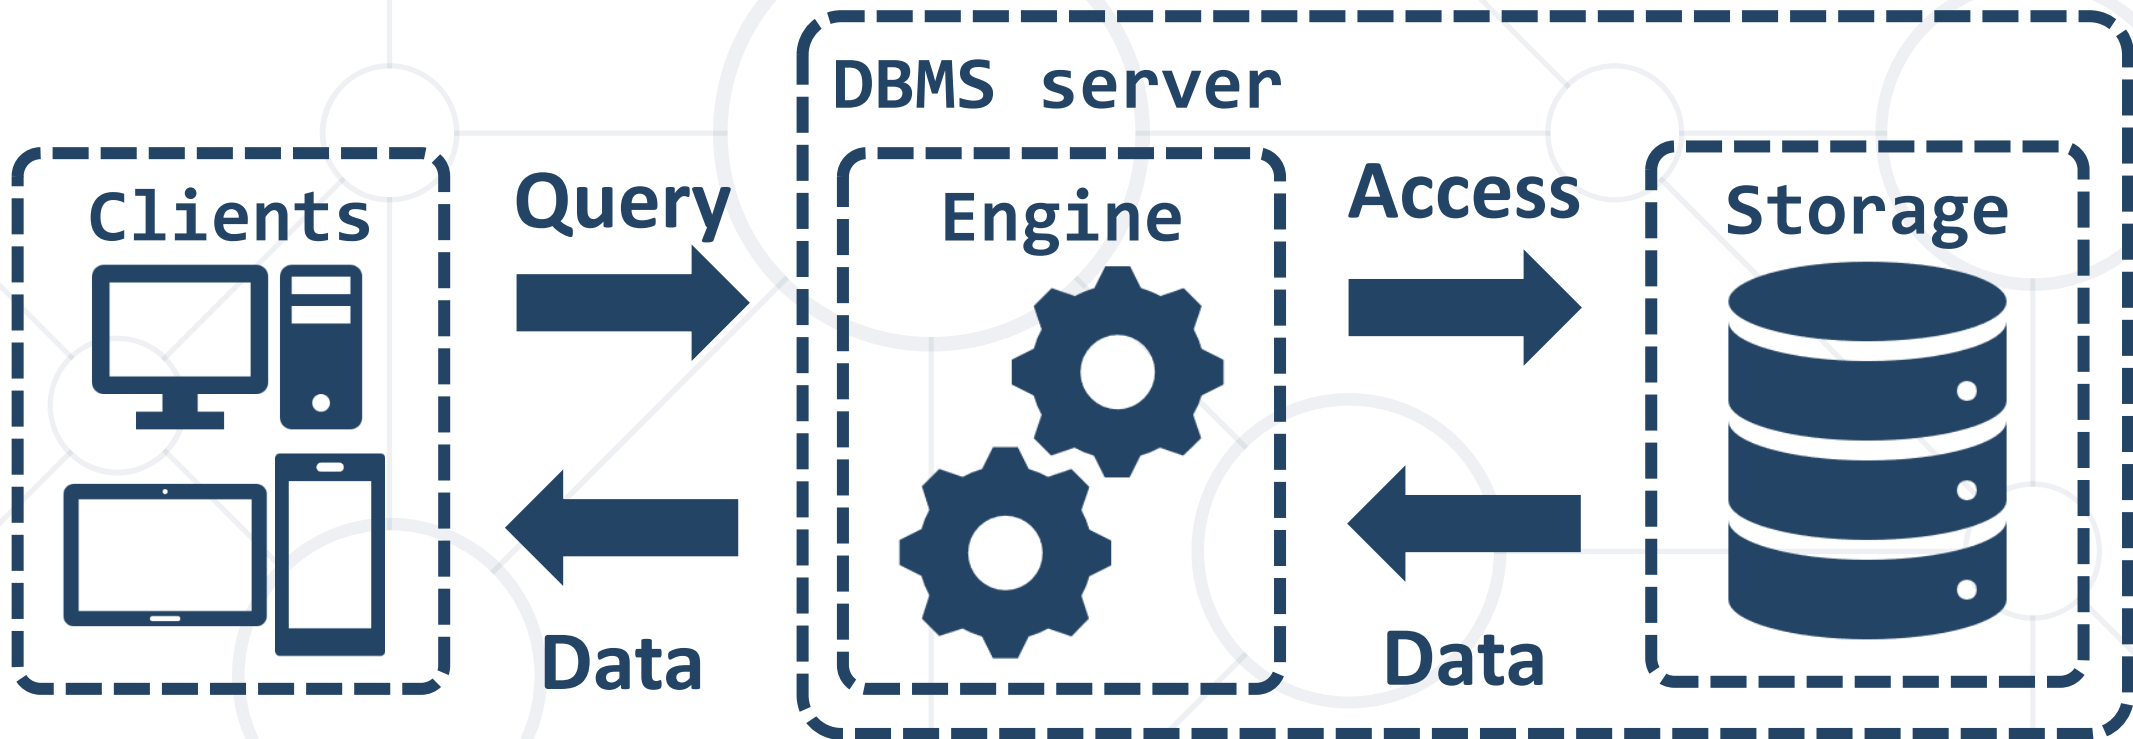 DBMS server
Clients
Query
Engine
Access
Storage
Data
Data